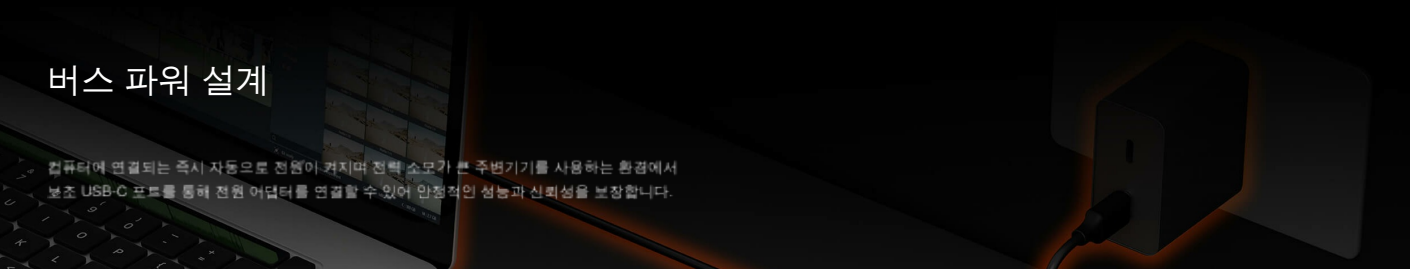 버스 파워 설계
컴퓨터에 연결되는 즉시 자동으로 전원이 켜지며 전력 소모가 큰 주변기기를 사용하는 환경에서
보조 USB-C 포트를 통해 전원 어댑터를 연결할 수 있어 안정적인 성능과 신뢰성을 보장합니다.